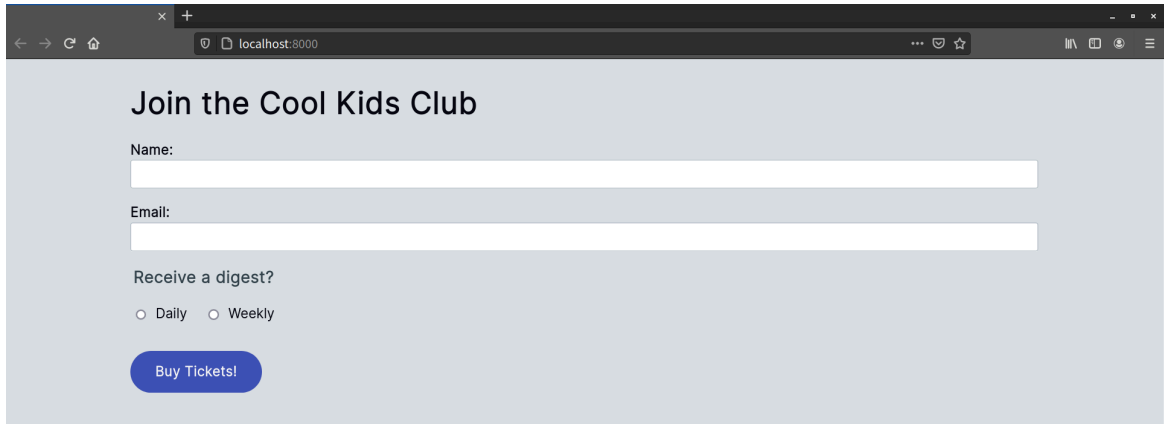 localhost:8000
Join the Cool Kids Club
Name:
Email:
Receive a digest?
Daily Weekly
Buy Tickets!